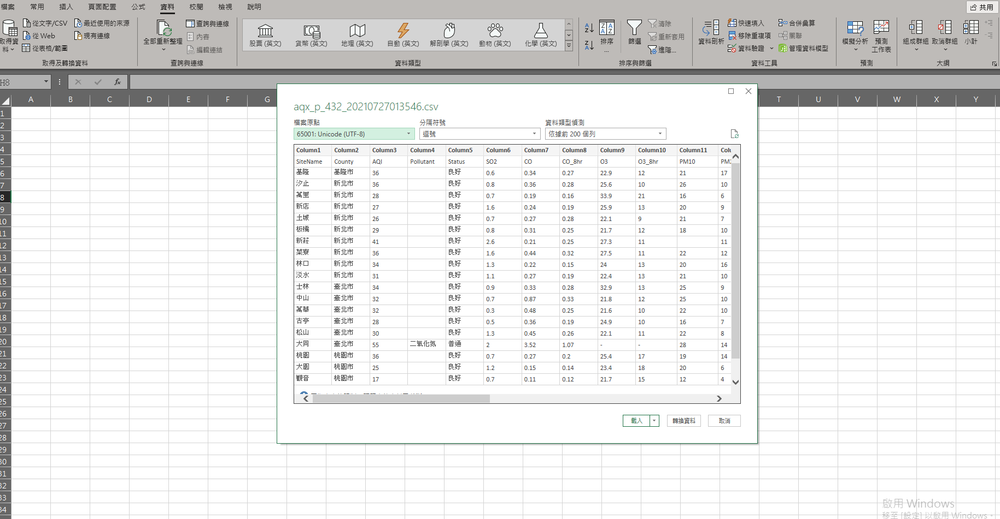 檔案 常用 插入 頁面配置 公式 資料 校閱 檢視 說明 共用
取得資料 從文字/CSV 從 Web 從表格/範圍 最近使用的來源 現有連線
取得及轉換資料
全部重新整理 查詢與連線 內容 編輯連結
查詢與連線
股票 (英文) 貨幣 (英文) 地理 (英文) 自動 (英文) 解剖學 (英文) 動物 (英文) 化學 (英文)
資料類型
排序... 篩選 清除 重新套用 進階...
排序與篩選
資料剖析 快速填入 移除重複項 資料驗證 合併彙算 關聯 管理資料模型
資料工具
模擬分析 預測工作表
預測
組成群組 取消群組 小計
大綱
H8 fx
A B C D E F G T U V W X Y
1
2
3
4
5
6
7
8
9
10
11
12
13
14
15
16
17
18
19
20
21
22
23
24
25
26
27
28
29
30
31
32
33
34
aqx_p_432_20210727013546.csv
檔案原點 分隔符號 資料類型偵測
65001: Unicode (UTF-8) 逗號 依據前 200 個列
Column1 Column2 Column3 Column4 Column5 Column6 Column7 Column8 Column9 Column10 Column11
SiteName County AQI Pollutant Status SO2 CO CO_8hr O3 O3_8hr PM10
基隆 基隆市 36 良好 0.6 0.34 0.27 22.9 12 21 17
汐止 新北市 36 良好 0.8 0.36 0.28 25.6 10 26 10
萬里 新北市 28 良好 0.7 0.19 0.16 33.9 21 16 6
新店 新北市 27 良好 1.6 0.24 0.19 25.9 13 20 9
土城 新北市 26 良好 0.7 0.27 0.28 22.1 9 21 7
板橋 新北市 29 良好 0.8 0.31 0.25 21.7 12 18 10
新莊 新北市 41 良好 2.6 0.21 0.25 27.3 11 11
菜寮 新北市 36 良好 1.6 0.44 0.32 27.5 11 22 12
林口 新北市 34 良好 1.3 0.22 0.15 24 13 20 16
淡水 新北市 31 良好 1.1 0.27 0.19 22.4 13 21 10
士林 臺北市 34 良好 0.9 0.33 0.28 32.9 13 25 9
中山 臺北市 32 良好 0.7 0.87 0.33 21.8 12 25 10
萬華 臺北市 32 良好 0.3 0.48 0.25 21.6 10 22 10
古亭 臺北市 28 良好 0.5 0.36 0.19 24.9 10 16 7
松山 臺北市 30 良好 1.3 0.45 0.26 22.1 11 22 8
大同 臺北市 55 二氧化氮 普通 2 3.52 1.07 - - 28 14
桃園 桃園市 36 良好 0.7 0.27 0.2 25.4 17 19 14
大園 桃園市 25 良好 1.2 0.15 0.14 23.4 18 20 6
觀音 桃園市 17 良好 0.7 0.11 0.12 21.7 15 12 4
載入 轉換資料 取消
啟用 Windows
移至 [設定] 以啟用 Windows。